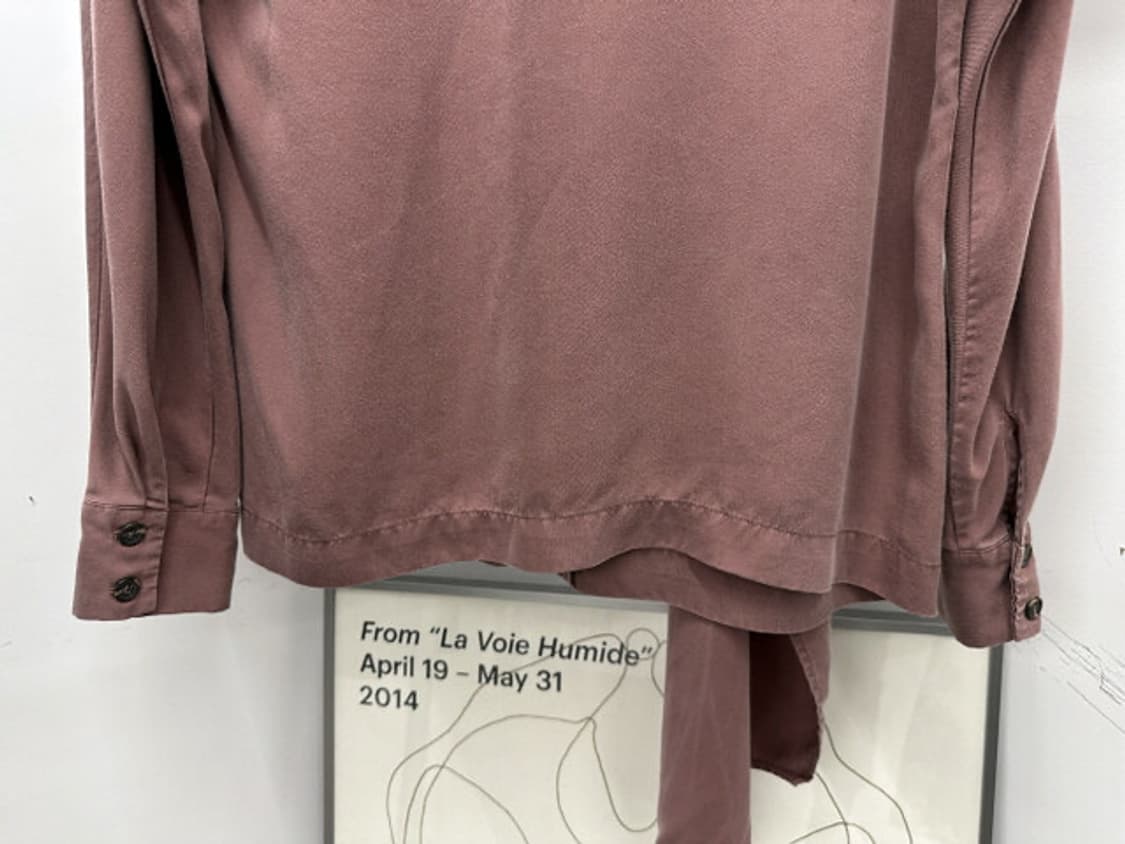 From “La Voie Humide”
April 19 – May 31
2014